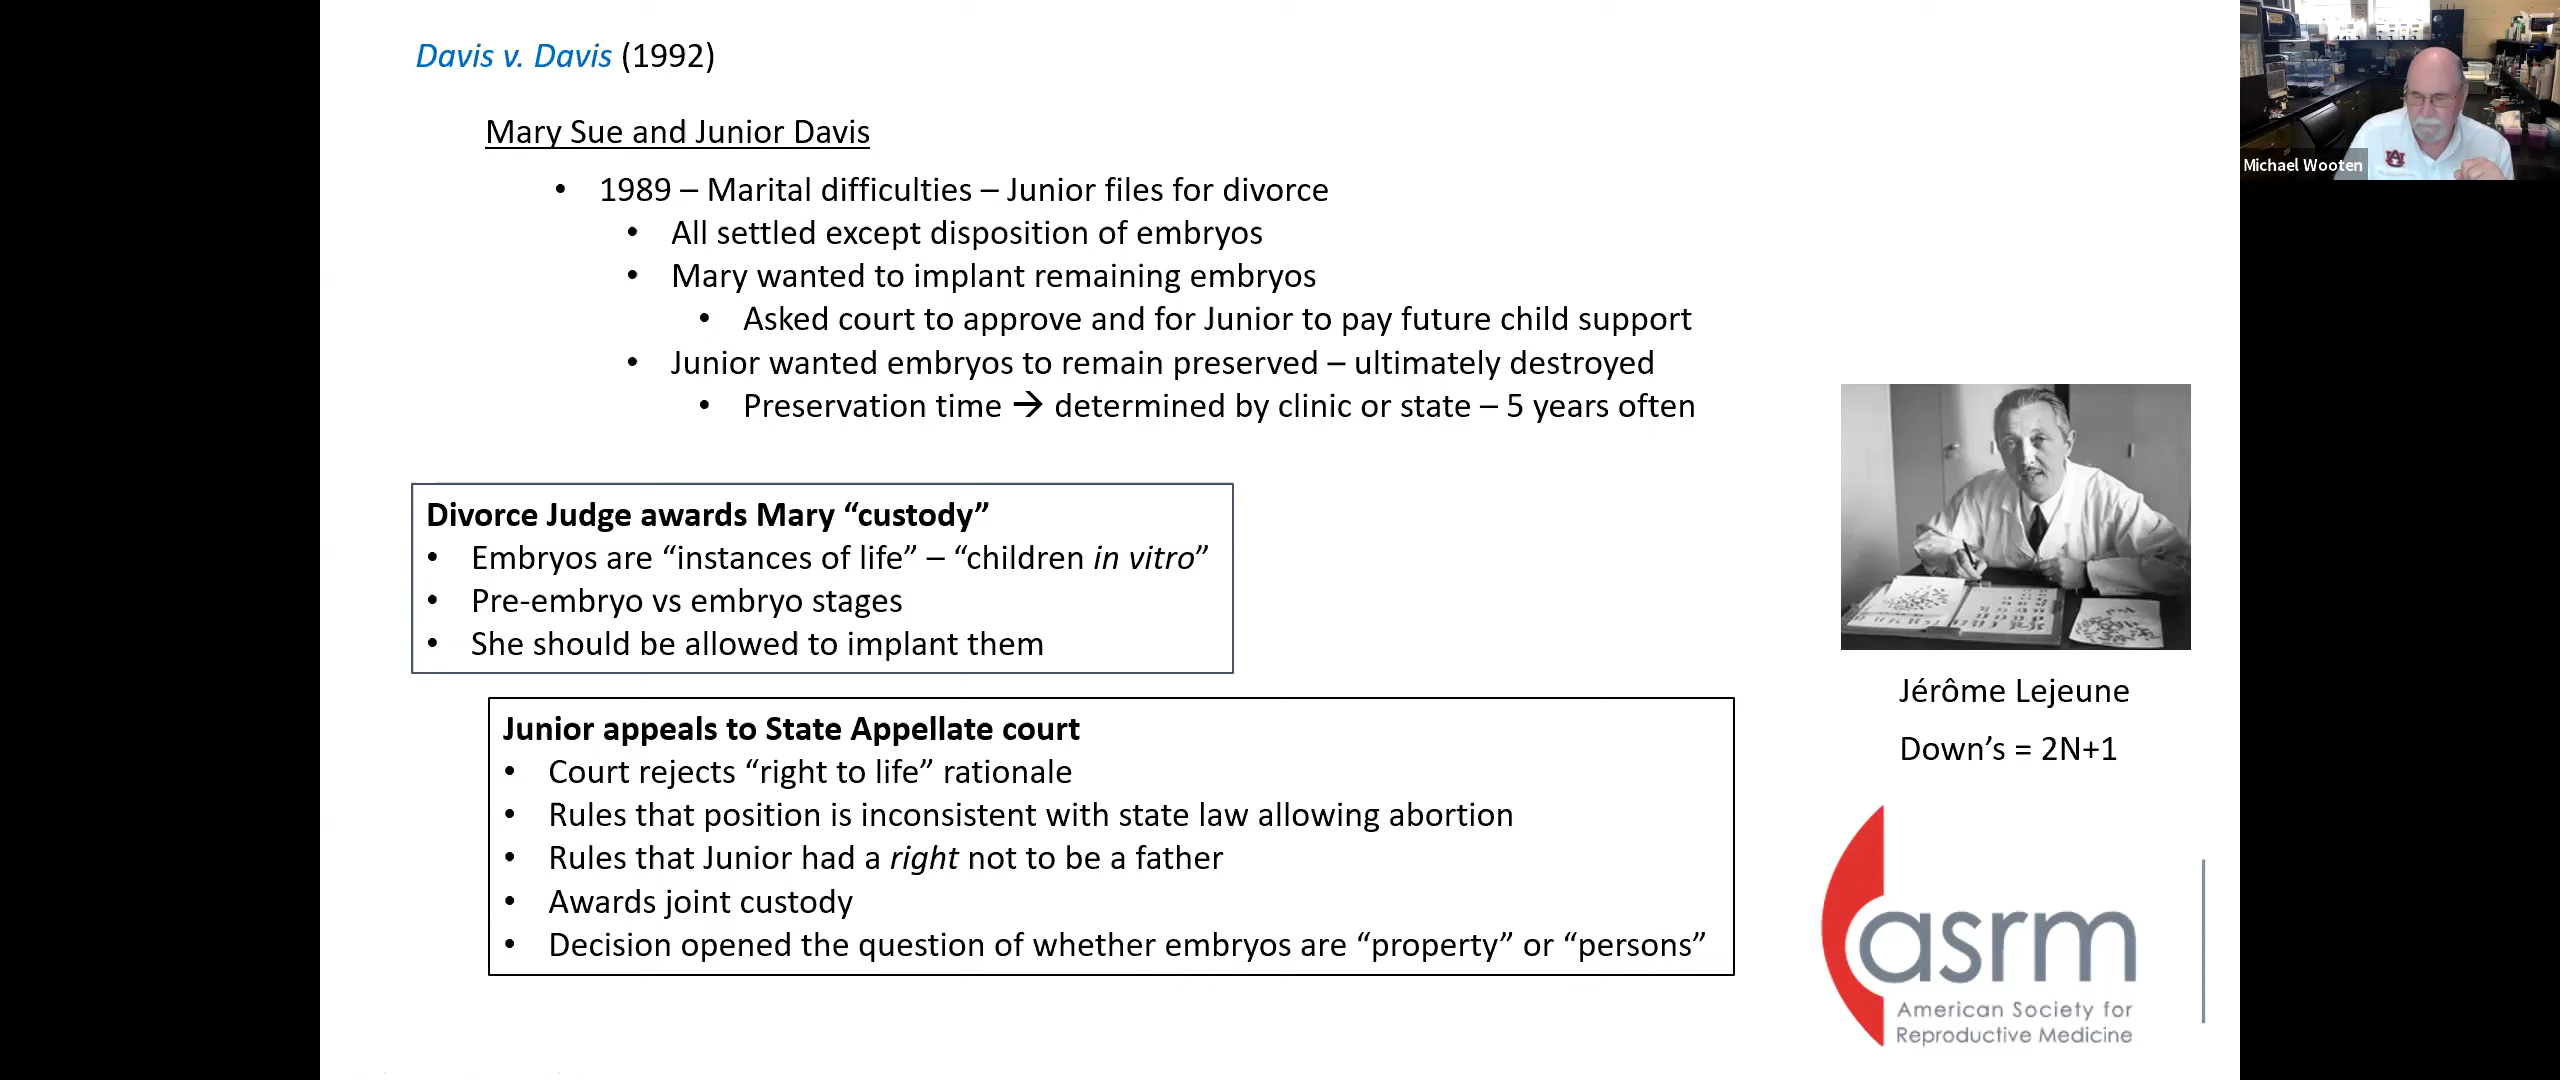 Davis v. Davis (1992)
Mary Sue and Junior Davis
• 1989 – Marital difficulties – Junior files for divorce
• All settled except disposition of embryos
• Mary wanted to implant remaining embryos
• Asked court to approve and for Junior to pay future child support
• Junior wanted embryos to remain preserved – ultimately destroyed
• Preservation time → determined by clinic or state – 5 years often
Divorce Judge awards Mary “custody”
• Embryos are “instances of life” – “children in vitro”
• Pre-embryo vs embryo stages
• She should be allowed to implant them
Junior appeals to State Appellate court
• Court rejects “right to life” rationale
• Rules that position is inconsistent with state law allowing abortion
• Rules that Junior had a right not to be a father
• Awards joint custody
• Decision opened the question of whether embryos are “property” or “persons”
Jérôme Lejeune
Down’s = 2N+1
asrm
American Society for
Reproductive Medicine
Michael Wooten
AU